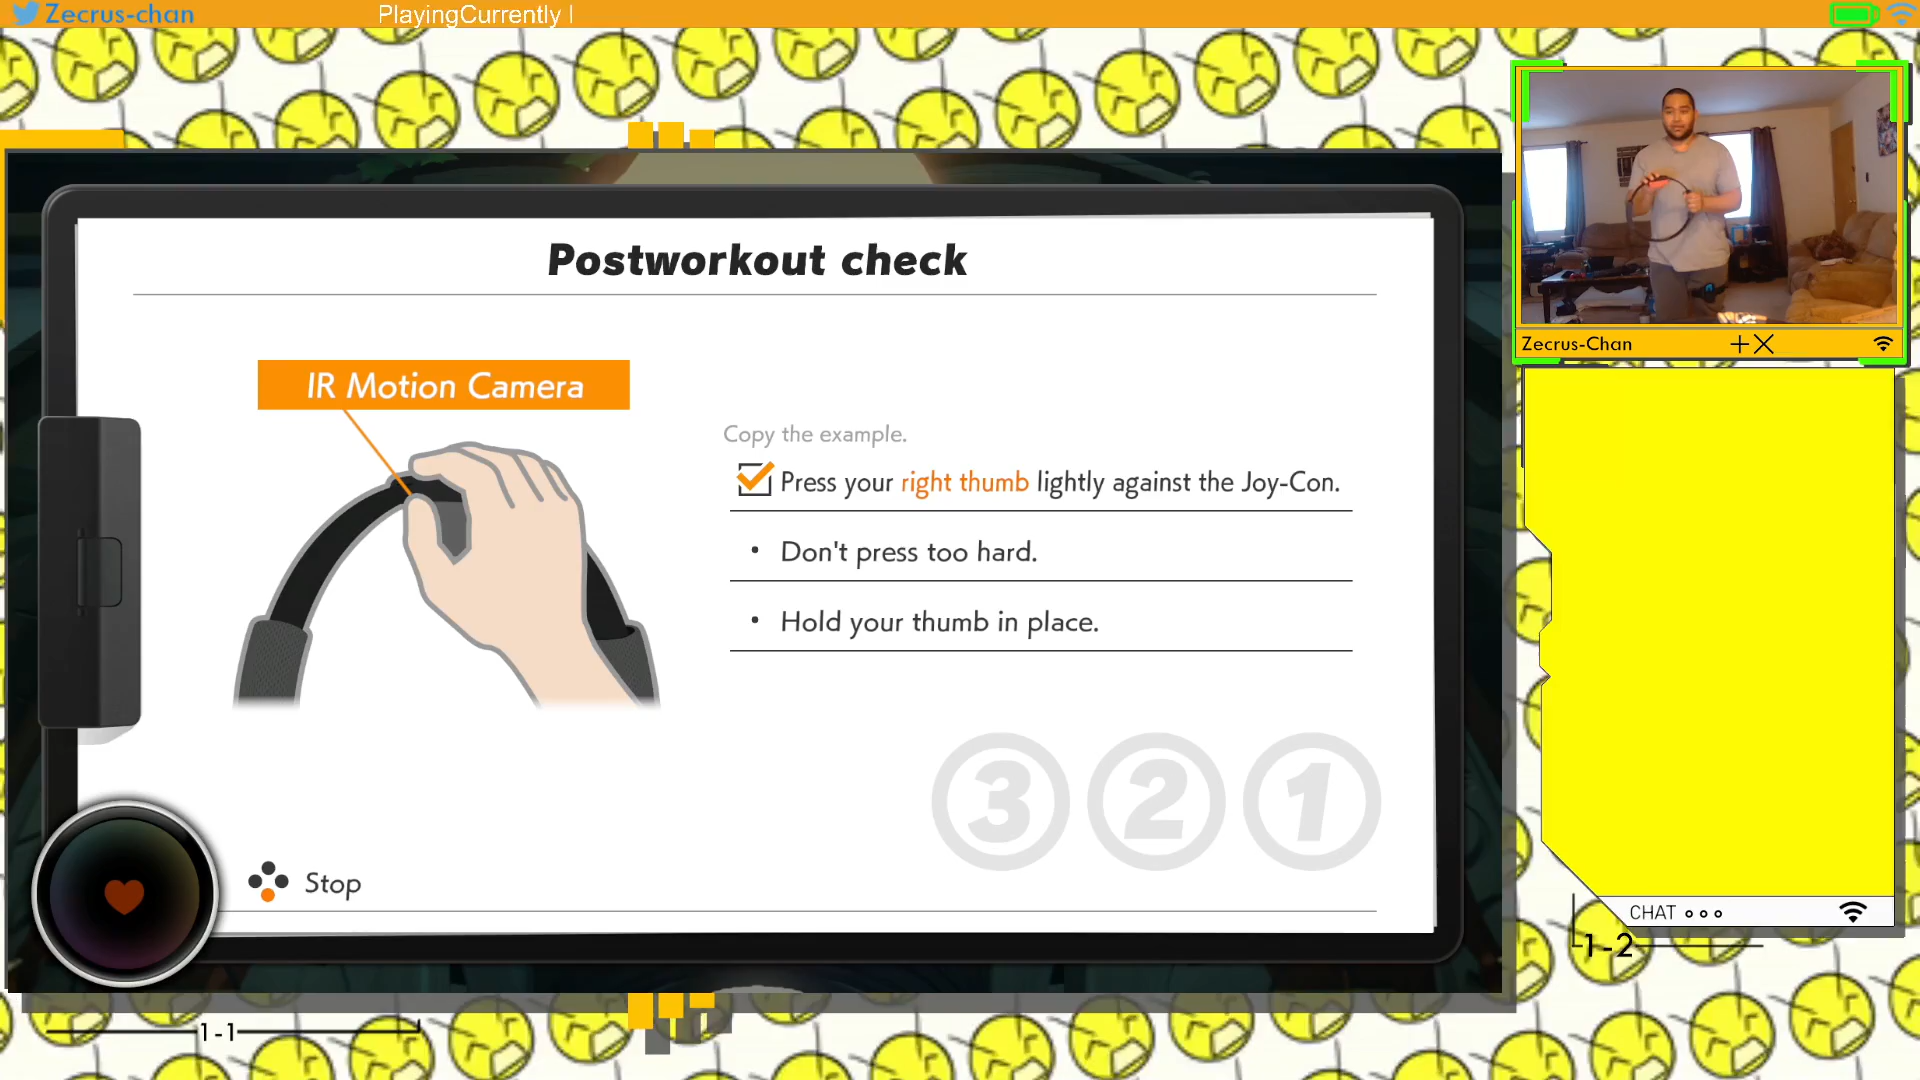 Zecrus-chan
PlayingCurrently |
Postworkout check
IR Motion Camera
Copy the example.
Press your right thumb lightly against the Joy-Con.
• Don't press too hard.
• Hold your thumb in place.
3 2 1
Stop
Zecrus-Chan
CHAT
1-2
1-1